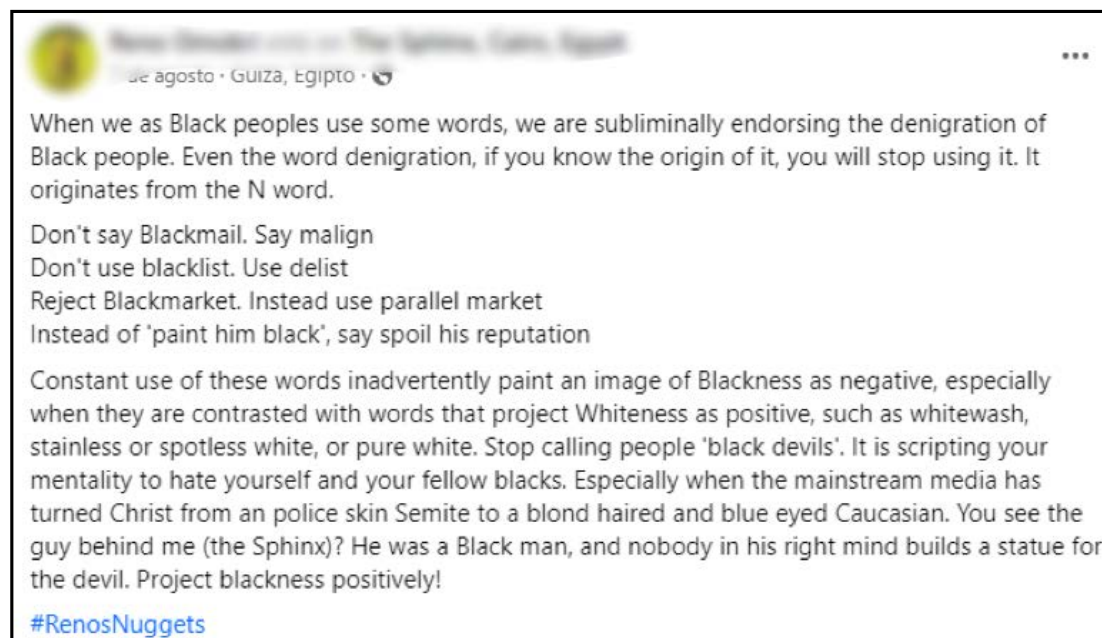 de agosto · Guiza, Egipto ·
When we as Black peoples use some words, we are subliminally endorsing the denigration of
Black people. Even the word denigration, if you know the origin of it, you will stop using it. It
originates from the N word.
Don't say Blackmail. Say malign
Don't use blacklist. Use delist
Reject Blackmarket. Instead use parallel market
Instead of 'paint him black', say spoil his reputation
Constant use of these words inadvertently paint an image of Blackness as negative, especially
when they are contrasted with words that project Whiteness as positive, such as whitewash,
stainless or spotless white, or pure white. Stop calling people 'black devils'. It is scripting your
mentality to hate yourself and your fellow blacks. Especially when the mainstream media has
turned Christ from an police skin Semite to a blond haired and blue eyed Caucasian. You see the
guy behind me (the Sphinx)? He was a Black man, and nobody in his right mind builds a statue for
the devil. Project blackness positively!
#RenosNuggets